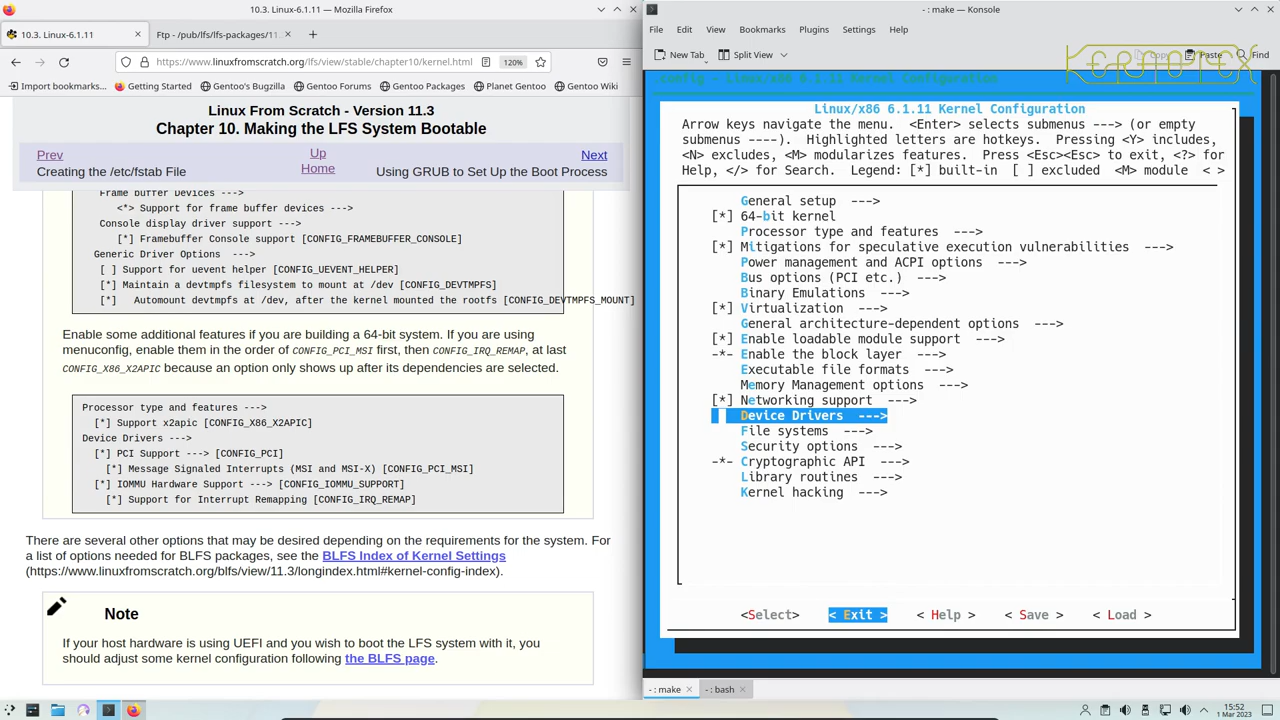 10.3. Linux-6.1.11 — Mozilla Firefox
10.3. Linux-6.1.11
Ftp - /pub/lfs/lfs-packages/11.
https://www.linuxfromscratch.org/lfs/view/stable/chapter10/kernel.html
120%
Import bookmarks...
Getting Started
Gentoo Bugzilla
Gentoo Forums
Gentoo Packages
Planet Gentoo
Gentoo Wiki
Linux From Scratch - Version 11.3
Chapter 10. Making the LFS System Bootable
Prev
Up
Next
Creating the /etc/fstab File
Home
Using GRUB to Set Up the Boot Process
Frame buffer Devices --->
<*> Support for frame buffer devices --->
Console display driver support --->
[*] Framebuffer Console support [CONFIG_FRAMEBUFFER_CONSOLE]
Generic Driver Options --->
[ ] Support for uevent helper [CONFIG_UEVENT_HELPER]
[*] Maintain a devtmpfs filesystem to mount at /dev [CONFIG_DEVTMPFS]
[*] Automount devtmpfs at /dev, after the kernel mounted the rootfs [CONFIG_DEVTMPFS_MOUNT]
Enable some additional features if you are building a 64-bit system. If you are using
menuconfig, enable them in the order of CONFIG_PCI_MSI first, then CONFIG_IRQ_REMAP, at last
CONFIG_X86_X2APIC because an option only shows up after its dependencies are selected.
Processor type and features --->
[*] Support x2apic [CONFIG_X86_X2APIC]
Device Drivers --->
[*] PCI Support ---> [CONFIG_PCI]
[*] Message Signaled Interrupts (MSI and MSI-X) [CONFIG_PCI_MSI]
[*] IOMMU Hardware Support ---> [CONFIG_IOMMU_SUPPORT]
[*] Support for Interrupt Remapping [CONFIG_IRQ_REMAP]
There are several other options that may be desired depending on the requirements for the system. For
a list of options needed for BLFS packages, see the BLFS Index of Kernel Settings
(https://www.linuxfromscratch.org/blfs/view/11.3/longindex.html#kernel-config-index).
Note
If your host hardware is using UEFI and you wish to boot the LFS system with it, you
should adjust some kernel configuration following the BLFS page.
- : make — Konsole
File Edit View Bookmarks Plugins Settings Help
New Tab
Split View
Copy
Paste
Find
KERNOTEX
.config - Linux/x86 6.1.11 Kernel Configuration
Linux/x86 6.1.11 Kernel Configuration
Arrow keys navigate the menu. <Enter> selects submenus ---> (or empty
submenus ----). Highlighted letters are hotkeys. Pressing <Y> includes,
<N> excludes, <M> modularizes features. Press <Esc><Esc> to exit, <?> for
Help, </> for Search. Legend: [*] built-in [ ] excluded <M> module < >
General setup --->
[*] 64-bit kernel
Processor type and features --->
[*] Mitigations for speculative execution vulnerabilities --->
Power management and ACPI options --->
Bus options (PCI etc.) --->
Binary Emulations --->
[*] Virtualization --->
General architecture-dependent options --->
[*] Enable loadable module support --->
-*- Enable the block layer --->
Executable file formats --->
Memory Management options --->
[*] Networking support --->
Device Drivers --->
File systems --->
Security options --->
-*- Cryptographic API --->
Library routines --->
Kernel hacking --->
<Select> < Exit > < Help > < Save > < Load >
- : make
- : bash
15:52
1 Mar 2023